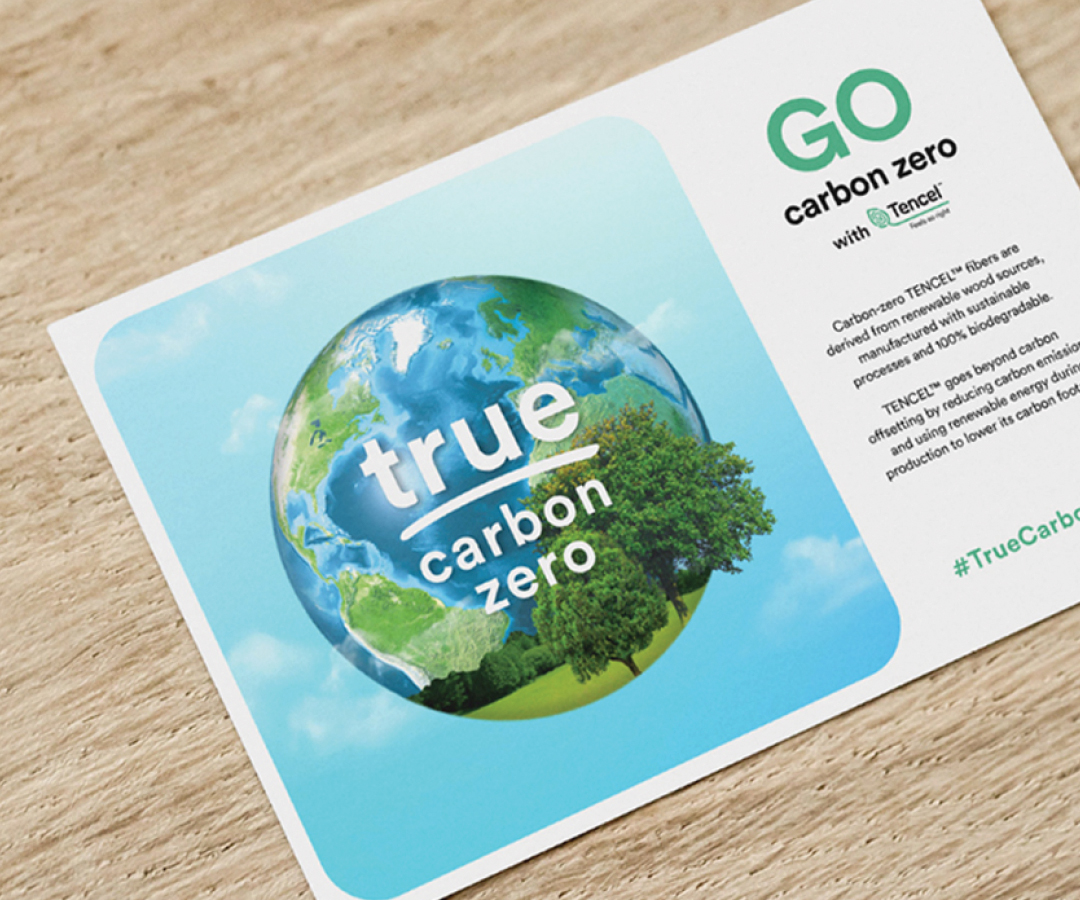 true
carbon
zero
GO
carbon zero
with Tencel™
Feels so right
Carbon-zero TENCEL™ fibers are
derived from renewable wood sources,
manufactured with sustainable
processes and 100% biodegradable.
TENCEL™ goes beyond carbon
offsetting by reducing carbon emission
and using renewable energy during
production to lower its carbon foot
#TrueCarbo